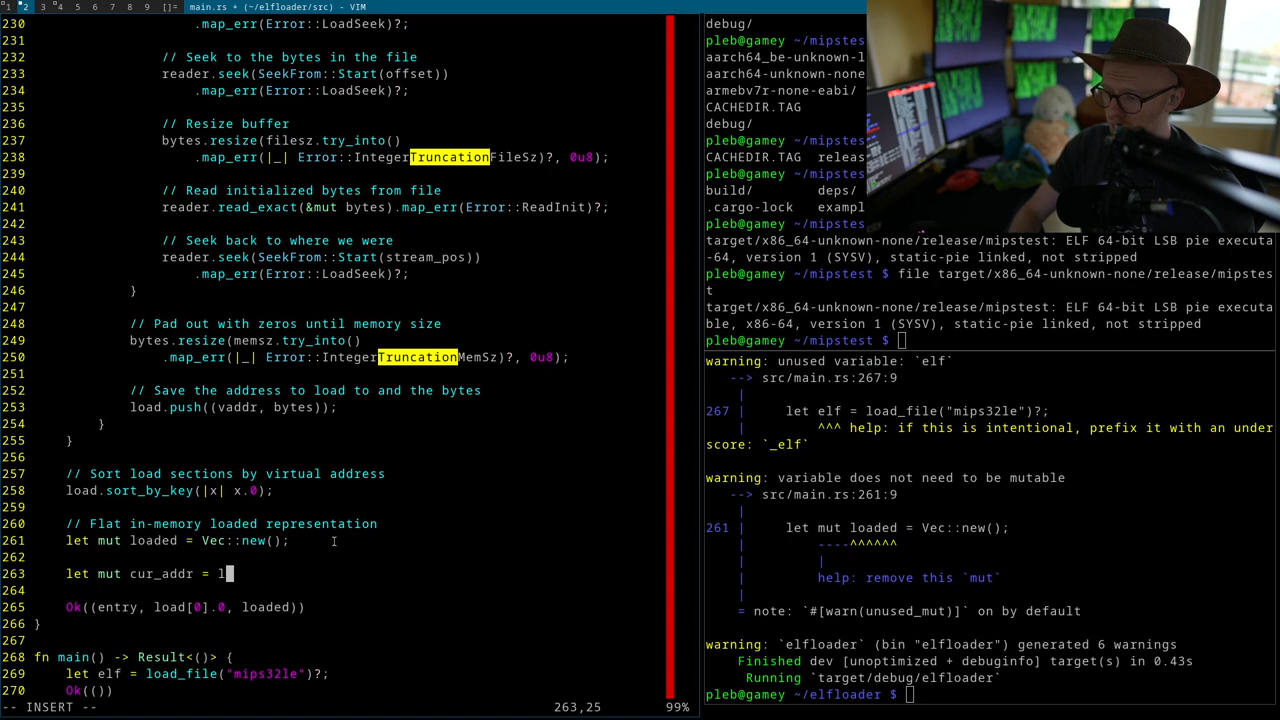 1 2 3 4 5 6 7 8 9 []= main.rs + (~/elfloader/src) - VIM
230 .map_err(Error::LoadSeek)?;
231
232 // Seek to the bytes in the file
233 reader.seek(SeekFrom::Start(offset))
234 .map_err(Error::LoadSeek)?;
235
236 // Resize buffer
237 bytes.resize(filesz.try_into()
238 .map_err(|_| Error::IntegerTruncationFileSz)?, 0u8);
239
240 // Read initialized bytes from file
241 reader.read_exact(&mut bytes).map_err(Error::ReadInit)?;
242
243 // Seek back to where we were
244 reader.seek(SeekFrom::Start(stream_pos))
245 .map_err(Error::LoadSeek)?;
246 }
247
248 // Pad out with zeros until memory size
249 bytes.resize(memsz.try_into()
250 .map_err(|_| Error::IntegerTruncationMemSz)?, 0u8);
251
252 // Save the address to load to and the bytes
253 load.push((vaddr, bytes));
254 }
255 }
256
257 // Sort load sections by virtual address
258 load.sort_by_key(|x| x.0);
259
260 // Flat in-memory loaded representation
261 let mut loaded = Vec::new();
262
263 let mut cur_addr = l
264
265 Ok((entry, load[0].0, loaded))
266 }
267
268 fn main() -> Result<()> {
269 let elf = load_file("mips32le")?;
270 Ok(())
-- INSERT -- 263,25 99%
debug/
pleb@gamey ~/mipstes
aarch64_be-unknown-l
aarch64-unknown-none
armebv7r-none-eabi/
CACHEDIR.TAG
debug/
pleb@gamey ~/mipstes
CACHEDIR.TAG releas
pleb@gamey ~/mipstes
build/ deps/
.cargo-lock exampl
pleb@gamey ~/mipstes
target/x86_64-unknown-none/release/mipstest: ELF 64-bit LSB pie executa
-64, version 1 (SYSV), static-pie linked, not stripped
pleb@gamey ~/mipstest $ file target/x86_64-unknown-none/release/mipstes
t
target/x86_64-unknown-none/release/mipstest: ELF 64-bit LSB pie executa
ble, x86-64, version 1 (SYSV), static-pie linked, not stripped
pleb@gamey ~/mipstest $
warning: unused variable: `elf`
--> src/main.rs:267:9
|
267 | let elf = load_file("mips32le")?;
| ^^^ help: if this is intentional, prefix it with an under
score: `_elf`
warning: variable does not need to be mutable
--> src/main.rs:261:9
|
261 | let mut loaded = Vec::new();
| ----^^^^^^
| |
| help: remove this `mut`
|
= note: `#[warn(unused_mut)]` on by default
warning: `elfloader` (bin "elfloader") generated 6 warnings
Finished dev [unoptimized + debuginfo] target(s) in 0.43s
Running `target/debug/elfloader`
pleb@gamey ~/elfloader $